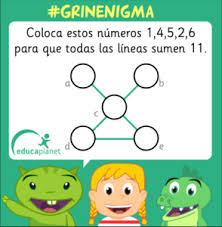 #GRINENIGMA
Coloca estos números 1,4,5,2,6
para que todas las líneas sumen 11.
a
b
c
d
e
educaplanet